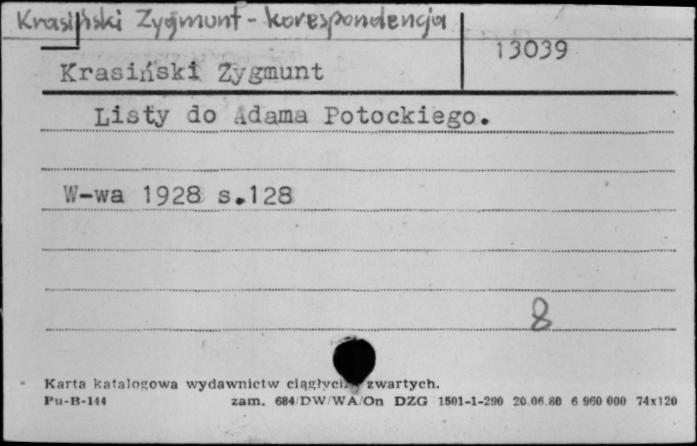 Krasiński Zygmunt - korespondencja
13039
Krasiński Zygmunt
Listy do Adama Potockiego.
W-wa 1928 s.128
8
Karta katalogowa wydawnictw ciągłych zwartych.
Pu-B-144 zam. 684/DW/WA/On DZG 1501-1-290 20.06.80 6 960 000 74x120